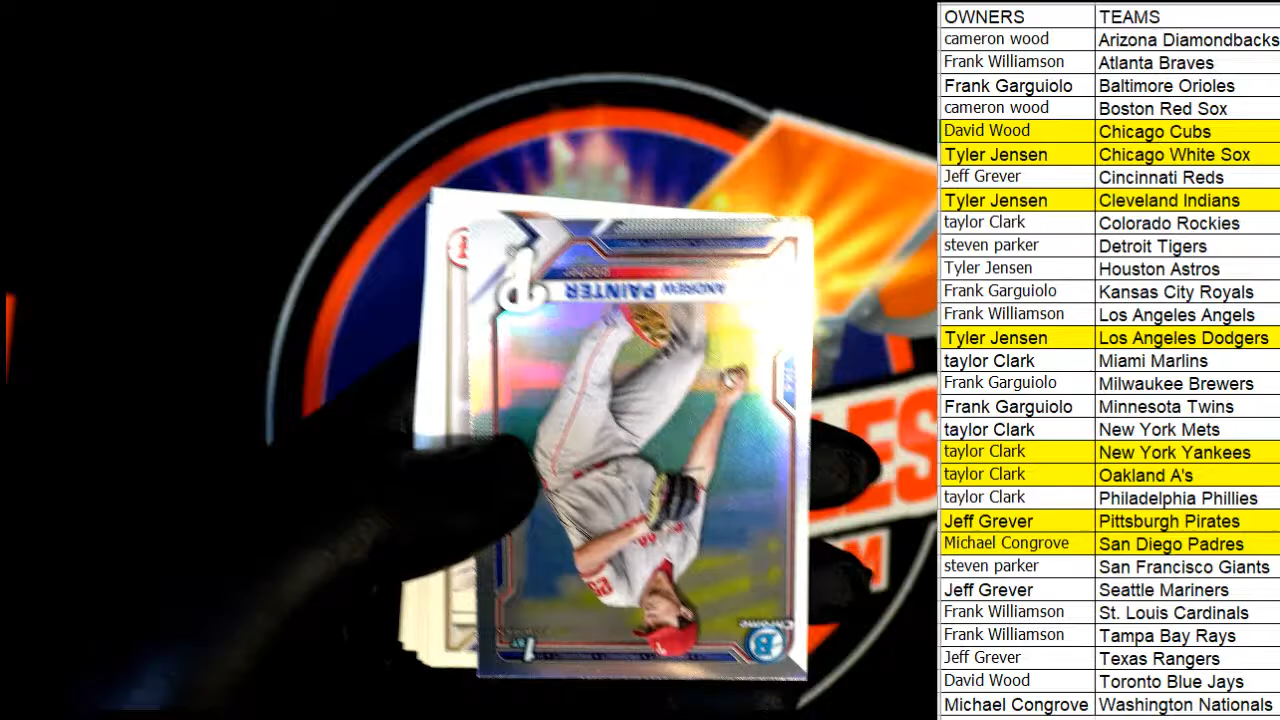 OWNERS TEAMS
cameron wood Arizona Diamondbacks
Frank Williamson Atlanta Braves
Frank Garguiolo Baltimore Orioles
cameron wood Boston Red Sox
David Wood Chicago Cubs
Tyler Jensen Chicago White Sox
Jeff Grever Cincinnati Reds
Tyler Jensen Cleveland Indians
taylor Clark Colorado Rockies
steven parker Detroit Tigers
Tyler Jensen Houston Astros
Frank Garguiolo Kansas City Royals
Frank Williamson Los Angeles Angels
Tyler Jensen Los Angeles Dodgers
taylor Clark Miami Marlins
Frank Garguiolo Milwaukee Brewers
Frank Garguiolo Minnesota Twins
taylor Clark New York Mets
taylor Clark New York Yankees
taylor Clark Oakland A's
taylor Clark Philadelphia Phillies
Jeff Grever Pittsburgh Pirates
Michael Congrove San Diego Padres
steven parker San Francisco Giants
Jeff Grever Seattle Mariners
Frank Williamson St. Louis Cardinals
Frank Williamson Tampa Bay Rays
Jeff Grever Texas Rangers
David Wood Toronto Blue Jays
Michael Congrove Washington Nationals
ANDREW PAINTER
Chrome
B
1
LES
M